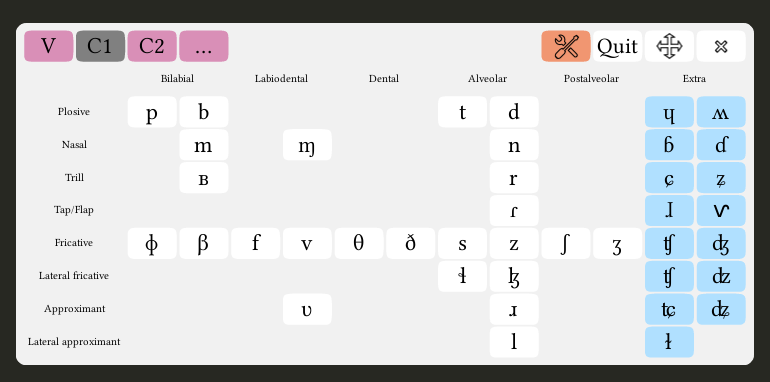 V C1 C2 ... Quit
Bilabial Labiodental Dental Alveolar Postalveolar Extra
Plosive p b t d ɥ ʍ
Nasal m ɱ n ɓ ɗ
Trill ʙ r ɕ ʑ
Tap/Flap ɾ ɺ ⱱ
Fricative ɸ β f v θ ð s z ʃ ʒ ʧ ʤ
Lateral fricative ɬ ɮ ʧ ʣ
Approximant ʋ ɹ ʨ ʥ
Lateral approximant l ɫ